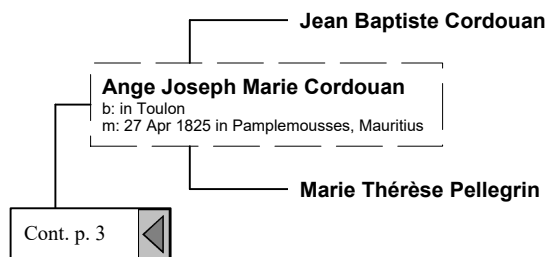 Jean Baptiste Cordouan
Ange Joseph Marie Cordouan
b: in Toulon
m: 27 Apr 1825 in Pamplemousses, Mauritius
Marie Thérèse Pellegrin
Cont. p. 3